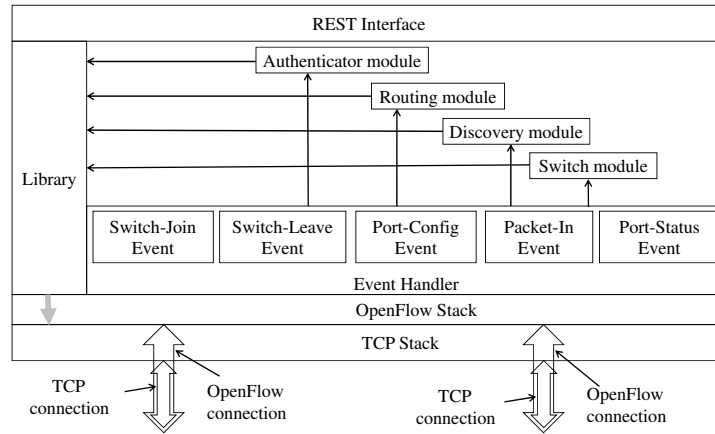 REST Interface
Authenticator module
Routing module
Discovery module
Switch module
Library
Switch-Join
Event
Switch-Leave
Event
Port-Config
Event
Packet-In
Event
Port-Status
Event
Event Handler
OpenFlow Stack
TCP Stack
TCP
connection
OpenFlow
connection
TCP
connection
OpenFlow
connection